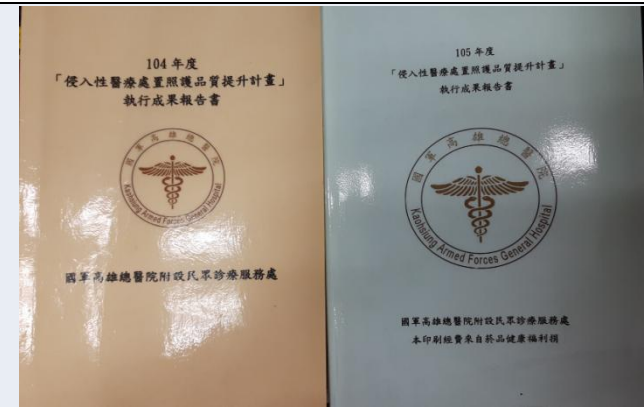 104 年度
「侵入性醫療處置照護品質提升計畫」
執行成果報告書
國軍高雄總醫院
Kaohsiung Armed Forces General Hospital
國軍高雄總醫院附設民眾診療服務處
105 年度
「侵入性醫療處置照護品質提升計畫」
執行成果報告書
國軍高雄總醫院
Kaohsiung Armed Forces General Hospital
國軍高雄總醫院附設民眾診療服務處
本印刷經費來自菸品健康福利捐